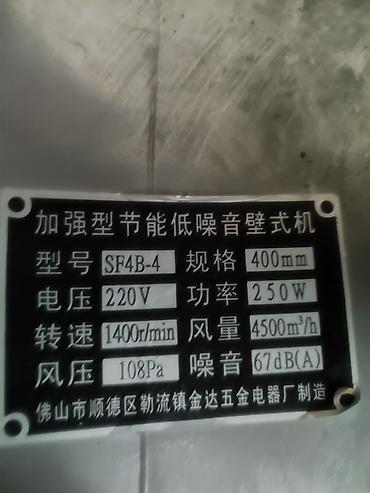 加强型节能低噪音壁式机
型号 SF4B-4 规格 400mm
电压 220V 功率 250W
转速 1400r/min 风量 4500m³/h
风压 108Pa 噪音 67dB(A)
佛山市顺德区勒流镇金达五金电器厂制造